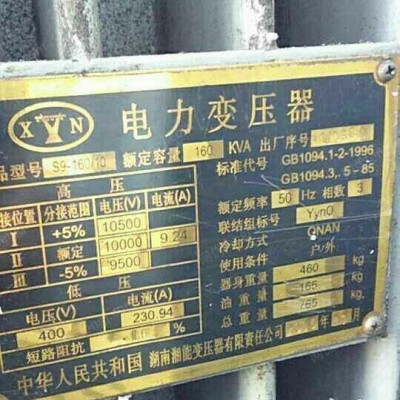 XYN 电力变压器
品型号 S9-160/10 额定容量 160 KVA 出厂序号
标准代号 GB1094.1-2-1996
GB1094.3,.5-85
高压
接位置 分接范围 电压(V) 电流(A)
额定频率 50 Hz 相数 3
I +5% 10500
联结组标号 Yyn0
II 额定 10000 9.24
冷却方式 ONAN
III -5% 9500
使用条件 户外
低压
器身重量 460 kg
电压(V) 电流(A)
油重量 165 kg
400 230.94
总重量 765 kg
短路阻抗 %
中华人民共和国 湖南湘能变压器有限责任公司 年 月